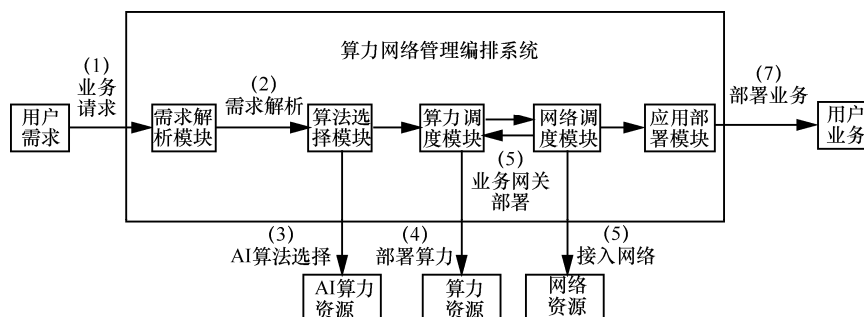 算力网络管理编排系统
(1)
业务
请求
(2)
需求解析
(7)
部署业务
用户
需求
需求解
析模块
算法选
择模块
算力调
度模块
网络调
度模块
应用部
署模块
用户
业务
(5)
业务网关
部署
(3)
AI算法选择
(4)
部署算力
(5)
接入网络
AI算力
资源
算力
资源
网络
资源